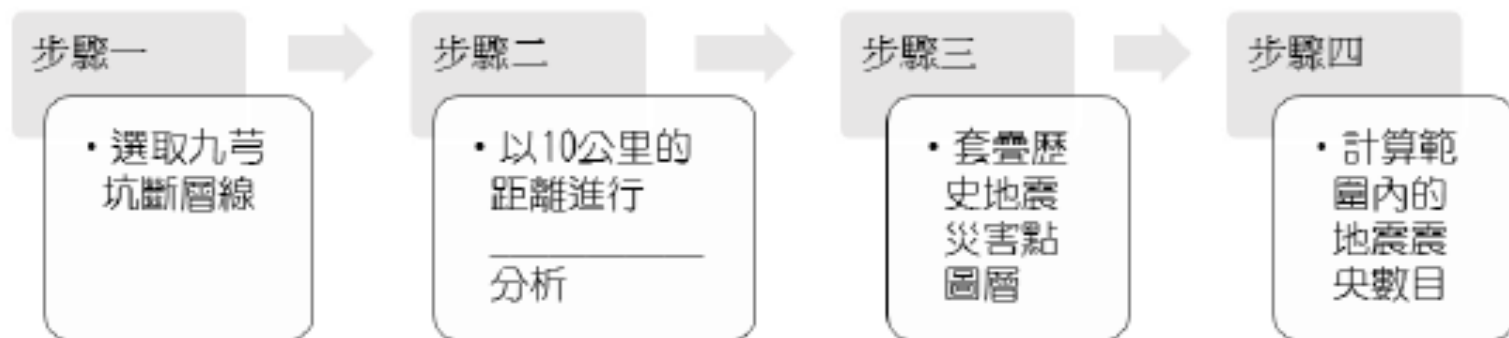 步驟一
• 選取九芎
坑斷層線
步驟二
• 以10公里的
距離進行
___________
分析
步驟三
• 套疊歷
史地震
災害點
圖層
步驟四
• 計算範
圍內的
地震震
央數目